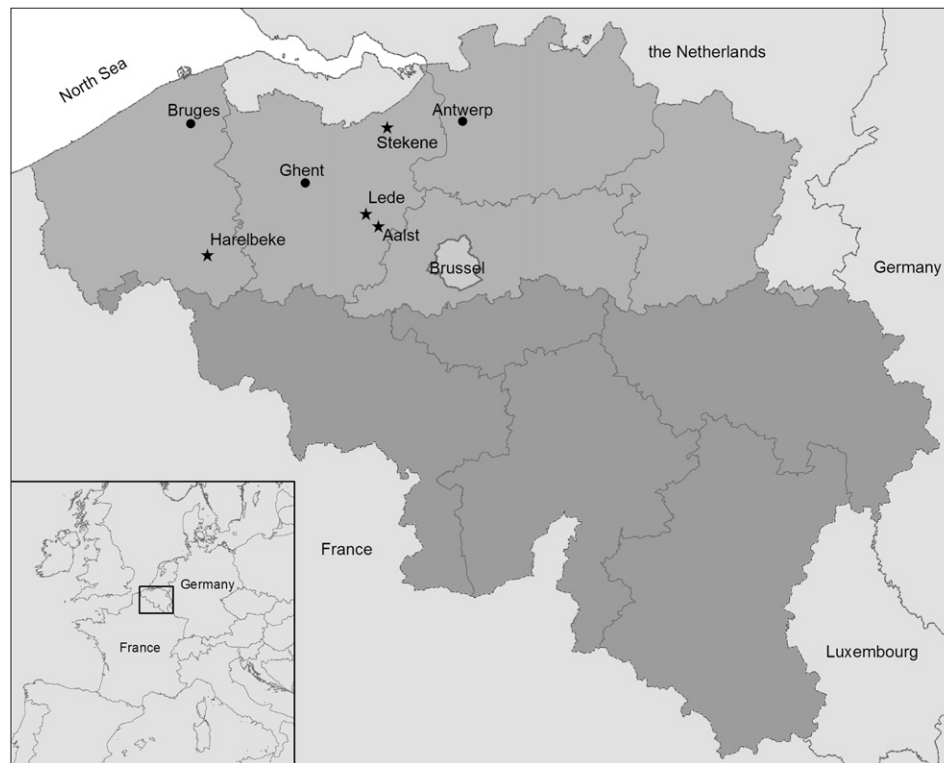 North Sea
the Netherlands
Bruges
Antwerp
Stekene
Ghent
Lede
Aalst
Harelbeke
Brussel
Germany
France
Luxembourg
Germany
France